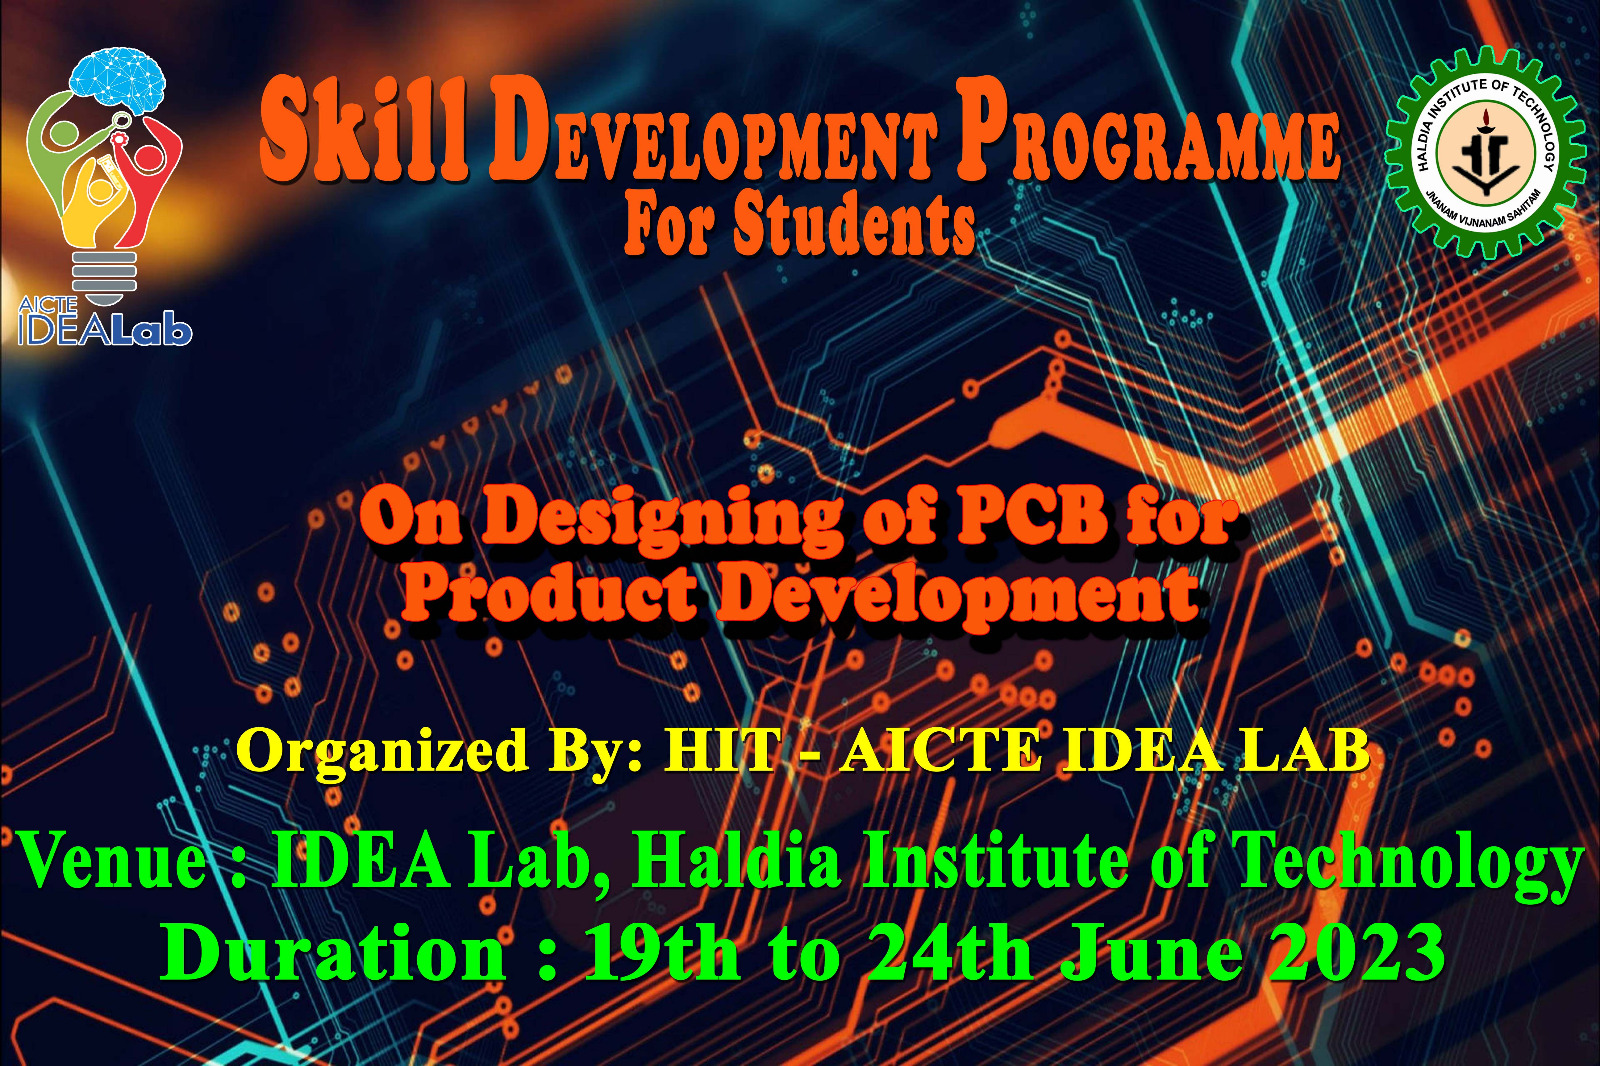 Skill Development Programme
For Students
AICTE
IDEALab
HALDIA INSTITUTE OF TECHNOLOGY
JNANAM VIJNANAM SAHITAM
On Designing of PCB for
Product Development
Organized By: HIT - AICTE IDEA LAB
Venue : IDEA Lab, Haldia Institute of Technology
Duration : 19th to 24th June 2023